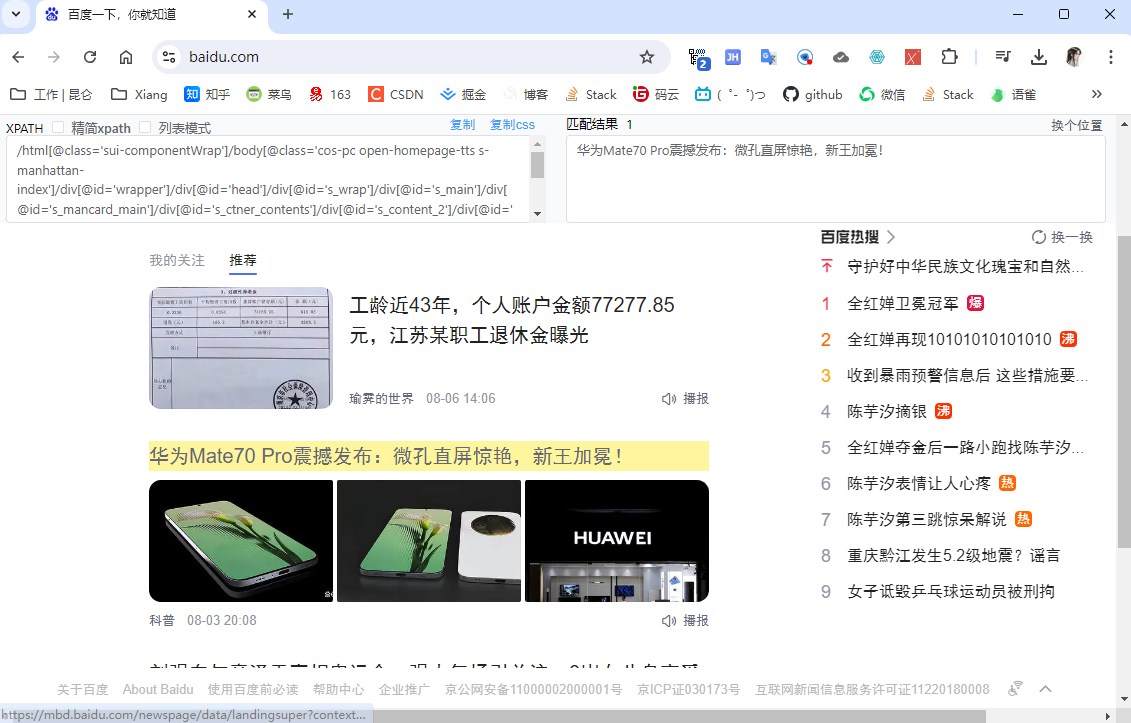 百度一下，你就知道
baidu.com
2
JH
工作 | 昆仑
Xiang
知乎
菜鸟
163
CSDN
掘金
博客
Stack
码云
( ゜- ゜)つ
github
微信
Stack
语雀
XPATH 精简xpath 列表模式 复制 复制css
匹配结果 1 换个位置
/html[@class='sui-componentWrap']/body[@class='cos-pc open-homepage-tts s-
manhattan-
index']/div[@id='wrapper']/div[@id='head']/div[@id='s_wrap']/div[@id='s_main']/div[
@id='s_mancard_main']/div[@id='s_ctner_contents']/div[@id='s_content_2']/div[@id='
华为Mate70 Pro震撼发布：微孔直屏惊艳，新王加冕！
我的关注 推荐
工龄近43年，个人账户金额77277.85
元，江苏某职工退休金曝光
瑜霁的世界 08-06 14:06 播报
华为Mate70 Pro震撼发布：微孔直屏惊艳，新王加冕！
HUAWEI
科普 08-03 20:08 播报
百度热搜 换一换
守护好中华民族文化瑰宝和自然...
1 全红婵卫冕冠军 爆
2 全红婵再现10101010101010 沸
3 收到暴雨预警信息后 这些措施要...
4 陈芋汐摘银 沸
5 全红婵夺金后一路小跑找陈芋汐...
6 陈芋汐表情让人心疼 热
7 陈芋汐第三跳惊呆解说 热
8 重庆黔江发生5.2级地震？谣言
9 女子诋毁乒乓球运动员被刑拘
关于百度 About Baidu 使用百度前必读 帮助中心 企业推广 京公网安备11000002000001号 京ICP证030173号 互联网新闻信息服务许可证11220180008
https://mbd.baidu.com/newspage/data/landingsuper?context...